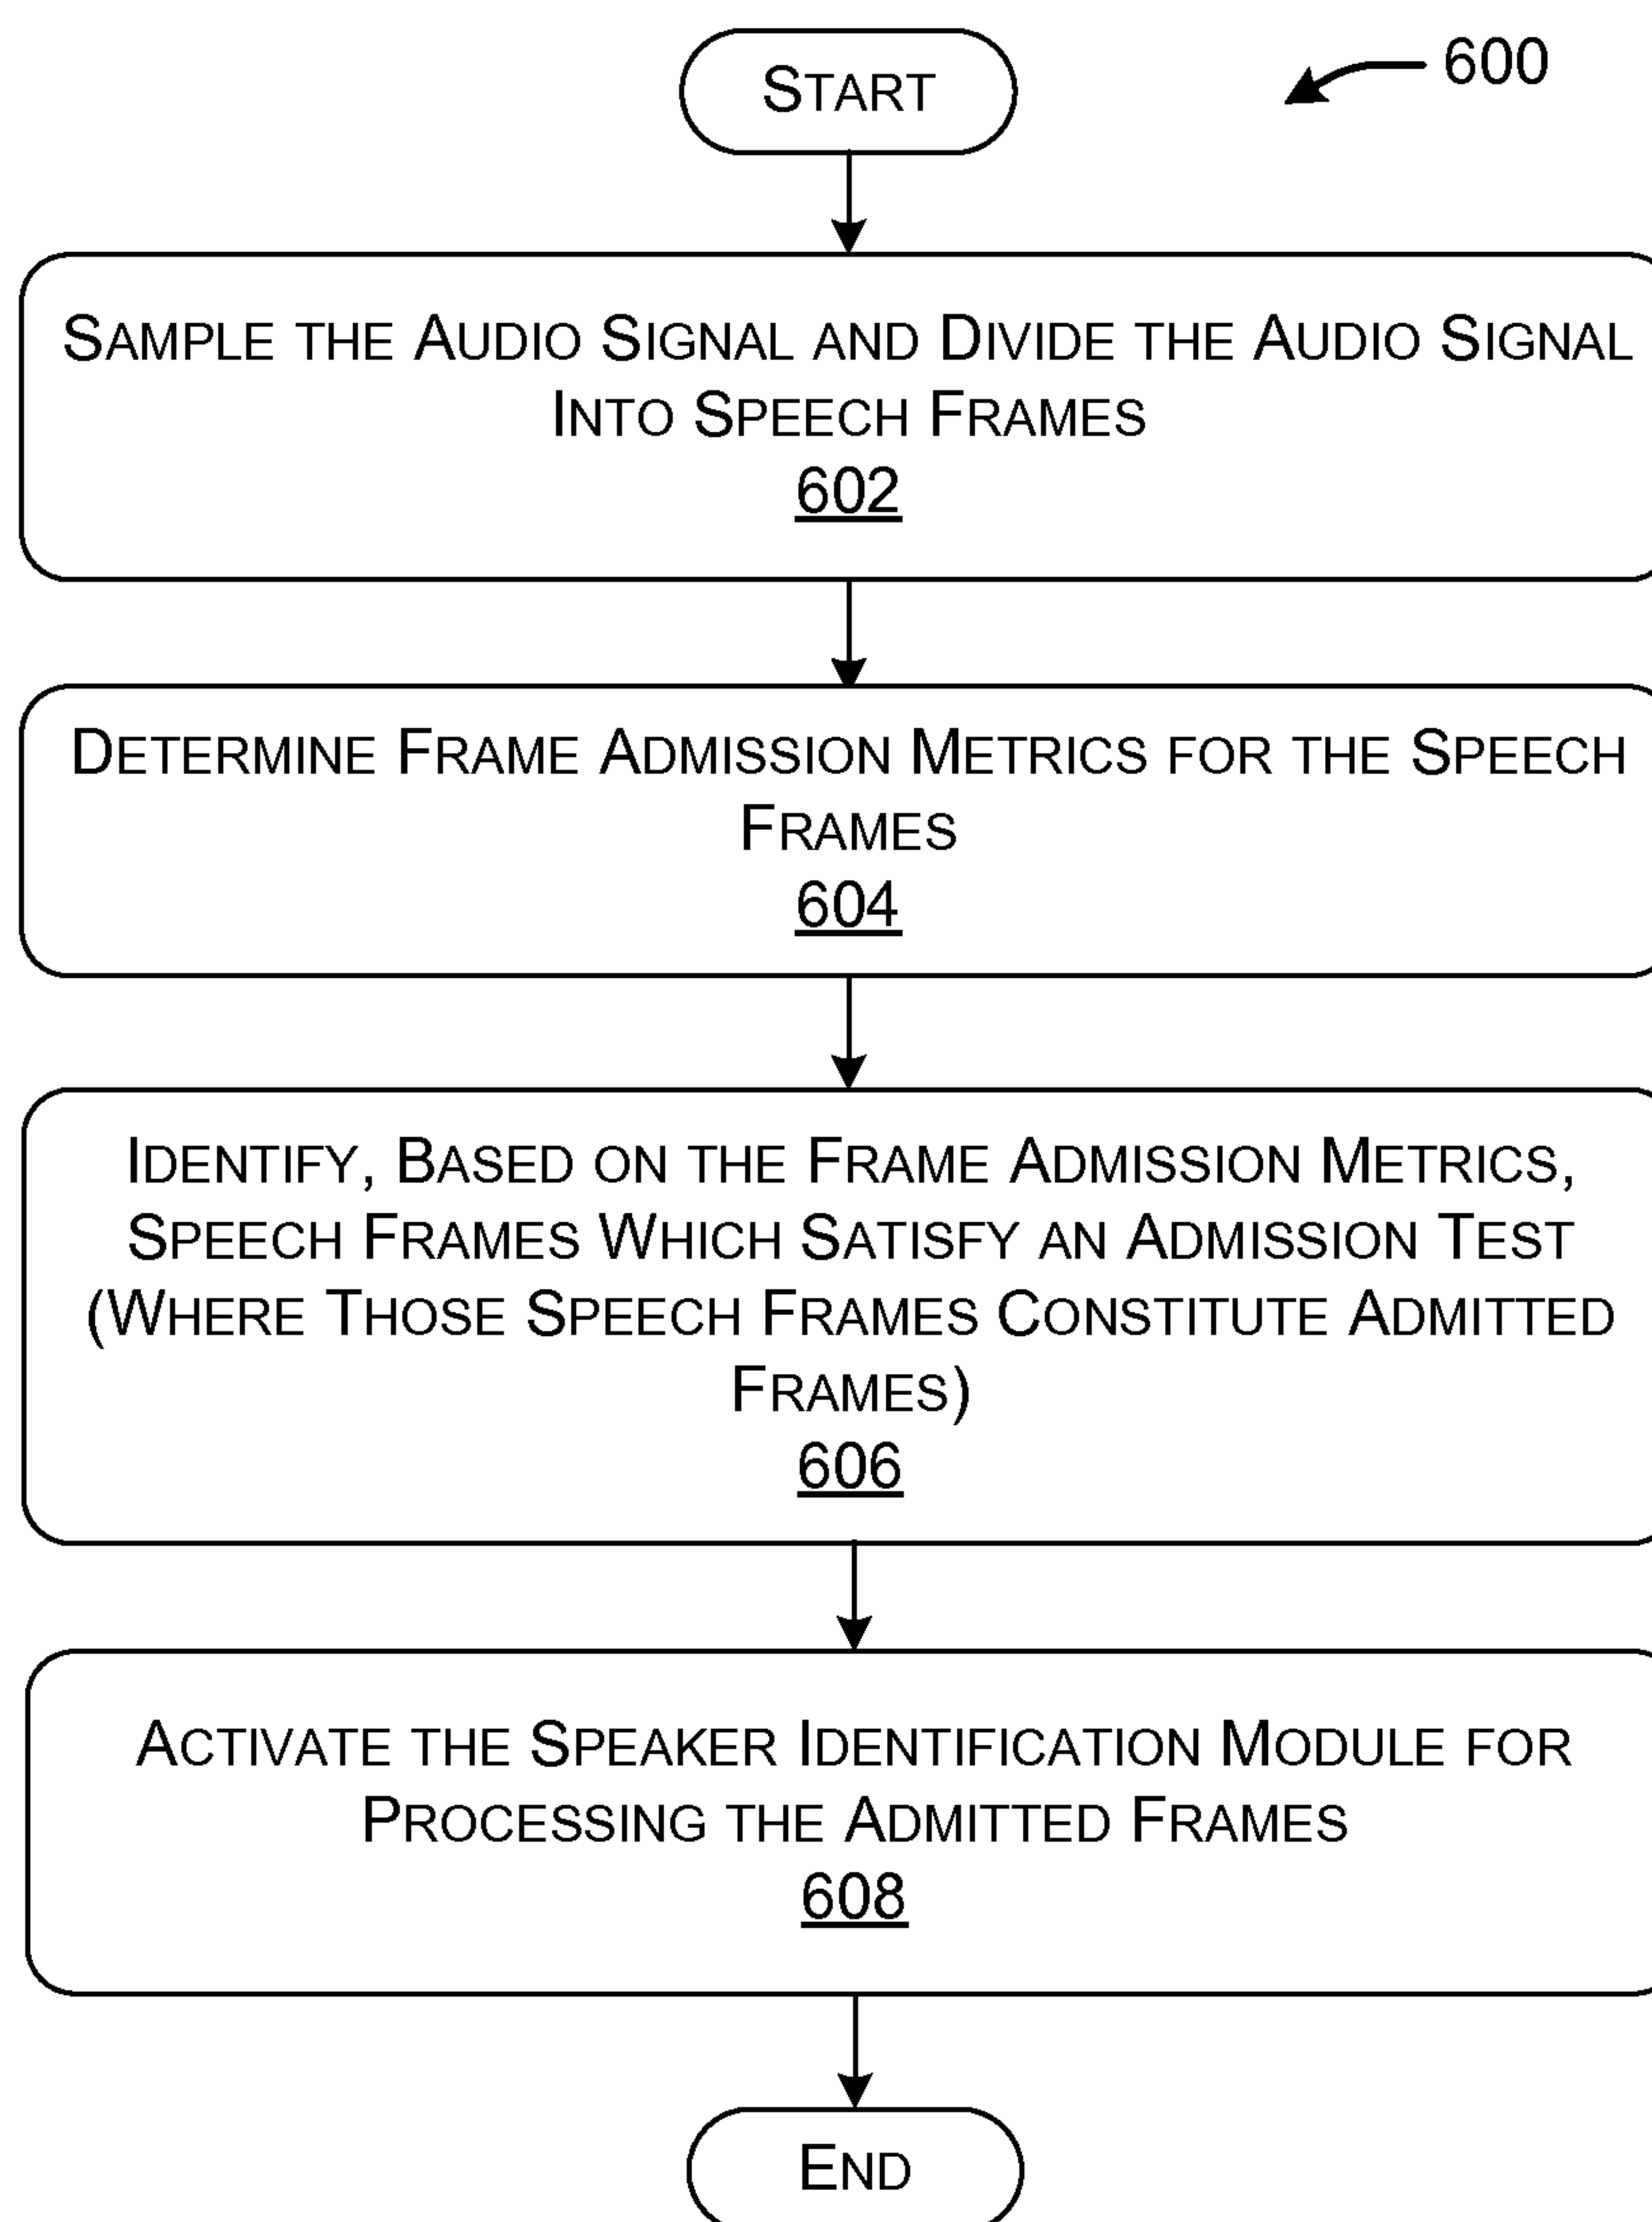 START
600
SAMPLE THE AUDIO SIGNAL AND DIVIDE THE AUDIO SIGNAL
INTO SPEECH FRAMES
602
DETERMINE FRAME ADMISSION METRICS FOR THE SPEECH
FRAMES
604
IDENTIFY, BASED ON THE FRAME ADMISSION METRICS,
SPEECH FRAMES WHICH SATISFY AN ADMISSION TEST
(WHERE THOSE SPEECH FRAMES CONSTITUTE ADMITTED
FRAMES)
606
ACTIVATE THE SPEAKER IDENTIFICATION MODULE FOR
PROCESSING THE ADMITTED FRAMES
608
END